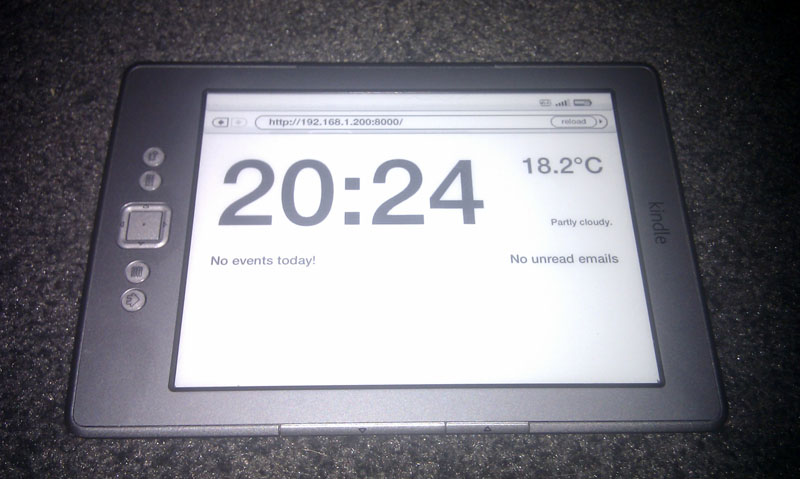 http://192.168.1.200:8000/
reload
20:24
18.2°C
Partly cloudy.
No events today!
No unread emails
kindle